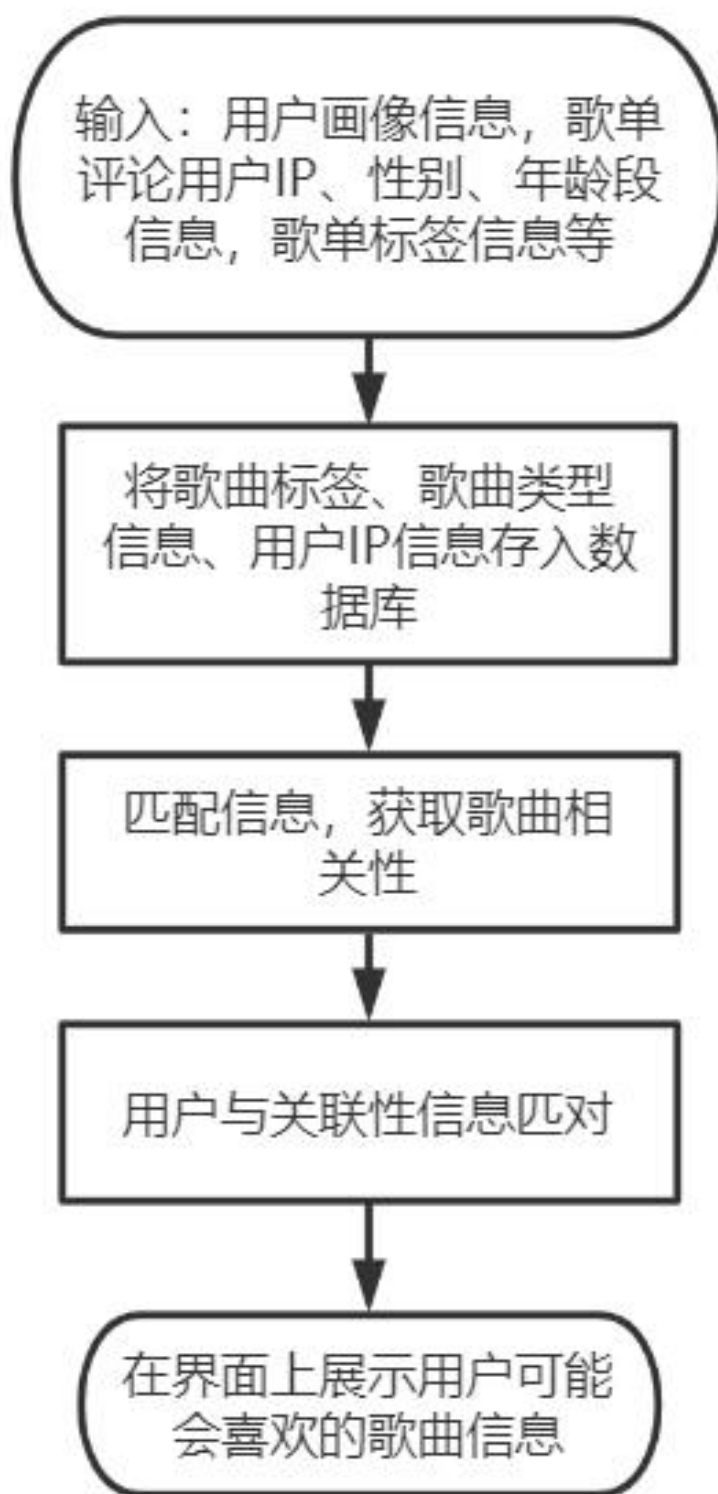 输入：用户画像信息，歌单
评论用户IP、性别、年龄段
信息，歌单标签信息等
将歌曲标签、歌曲类型
信息、用户IP信息存入数
据库
匹配信息，获取歌曲相
关性
用户与关联性信息匹对
在界面上展示用户可能
会喜欢的歌曲信息